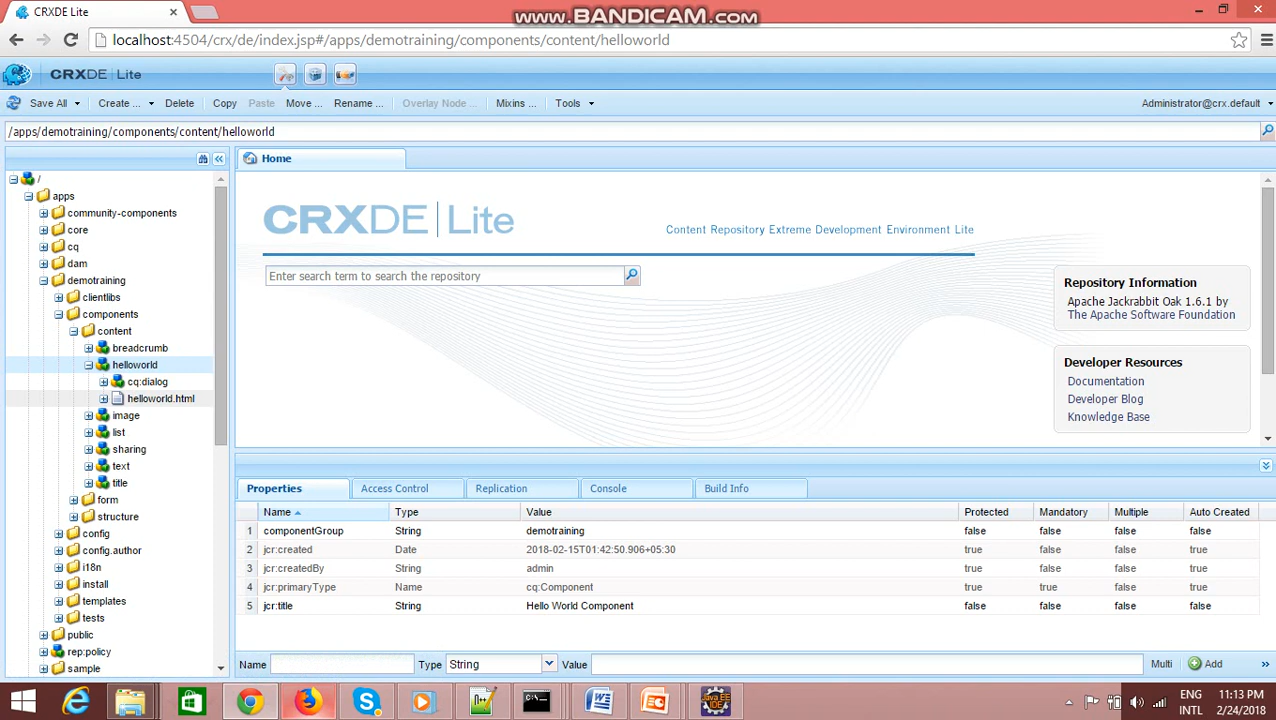 CRXDE Lite
www.BANDICAM.com
localhost:4504/crx/de/index.jsp#/apps/demotraining/components/content/helloworld
CRXDE | Lite
Save All Create ... Delete Copy Paste Move ... Rename ... Overlay Node ... Mixins ... Tools Administrator@crx.default
/apps/demotraining/components/content/helloworld
/
apps
community-components
core
cq
dam
demotraining
clientlibs
components
content
breadcrumb
helloworld
cq:dialog
helloworld.html
image
list
sharing
text
title
form
structure
config
config.author
i18n
install
templates
tests
public
rep:policy
sample
Home
CRXDE | Lite
Content Repository Extreme Development Environment Lite
Enter search term to search the repository
Repository Information
Apache Jackrabbit Oak 1.6.1 by
The Apache Software Foundation
Developer Resources
Documentation
Developer Blog
Knowledge Base
Properties Access Control Replication Console Build Info
Name Type Value Protected Mandatory Multiple Auto Created
1 componentGroup String demotraining false false false false
2 jcr:created Date 2018-02-15T01:42:50.906+05:30 true false false true
3 jcr:createdBy String admin true false false true
4 jcr:primaryType Name cq:Component true true false true
5 jcr:title String Hello World Component false false false false
Name Type String Value Multi Add
ENG 11:13 PM
INTL 2/24/2018
Java EE
IDE